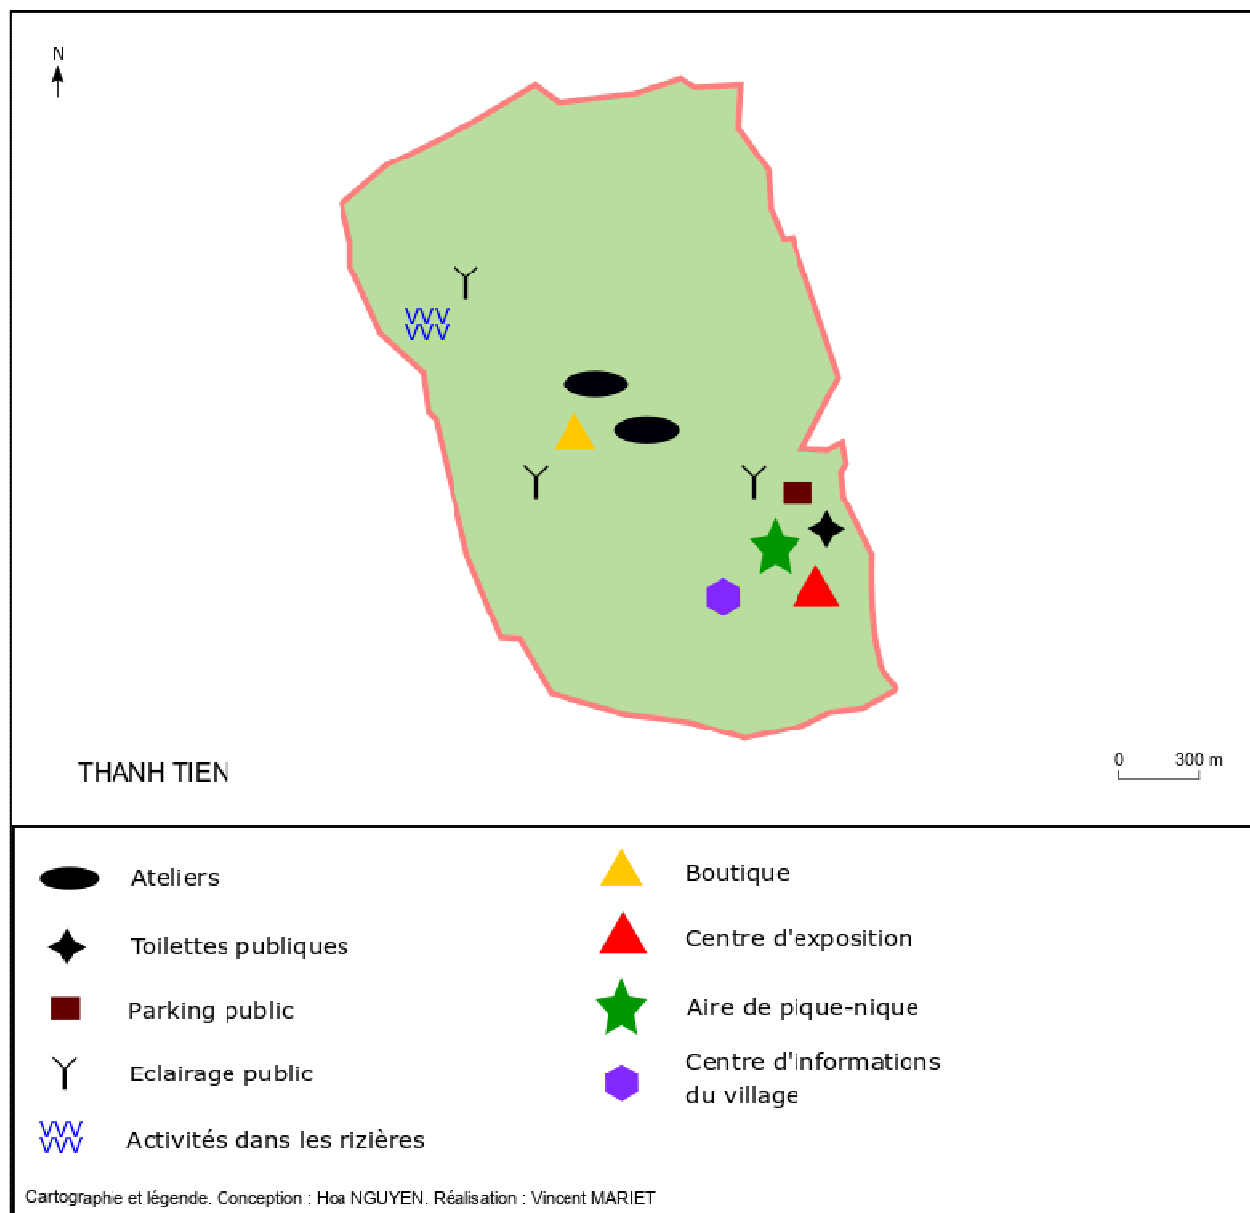 N
THANH TIEN
0 300 m
Ateliers
Toilettes publiques
Parking public
Eclairage public
Activités dans les rizières
Boutique
Centre d'exposition
Aire de pique-nique
Centre d'informations
du village
Cartographie et légende. Conception : Hoa NGUYEN. Réalisation : Vincent MARIET